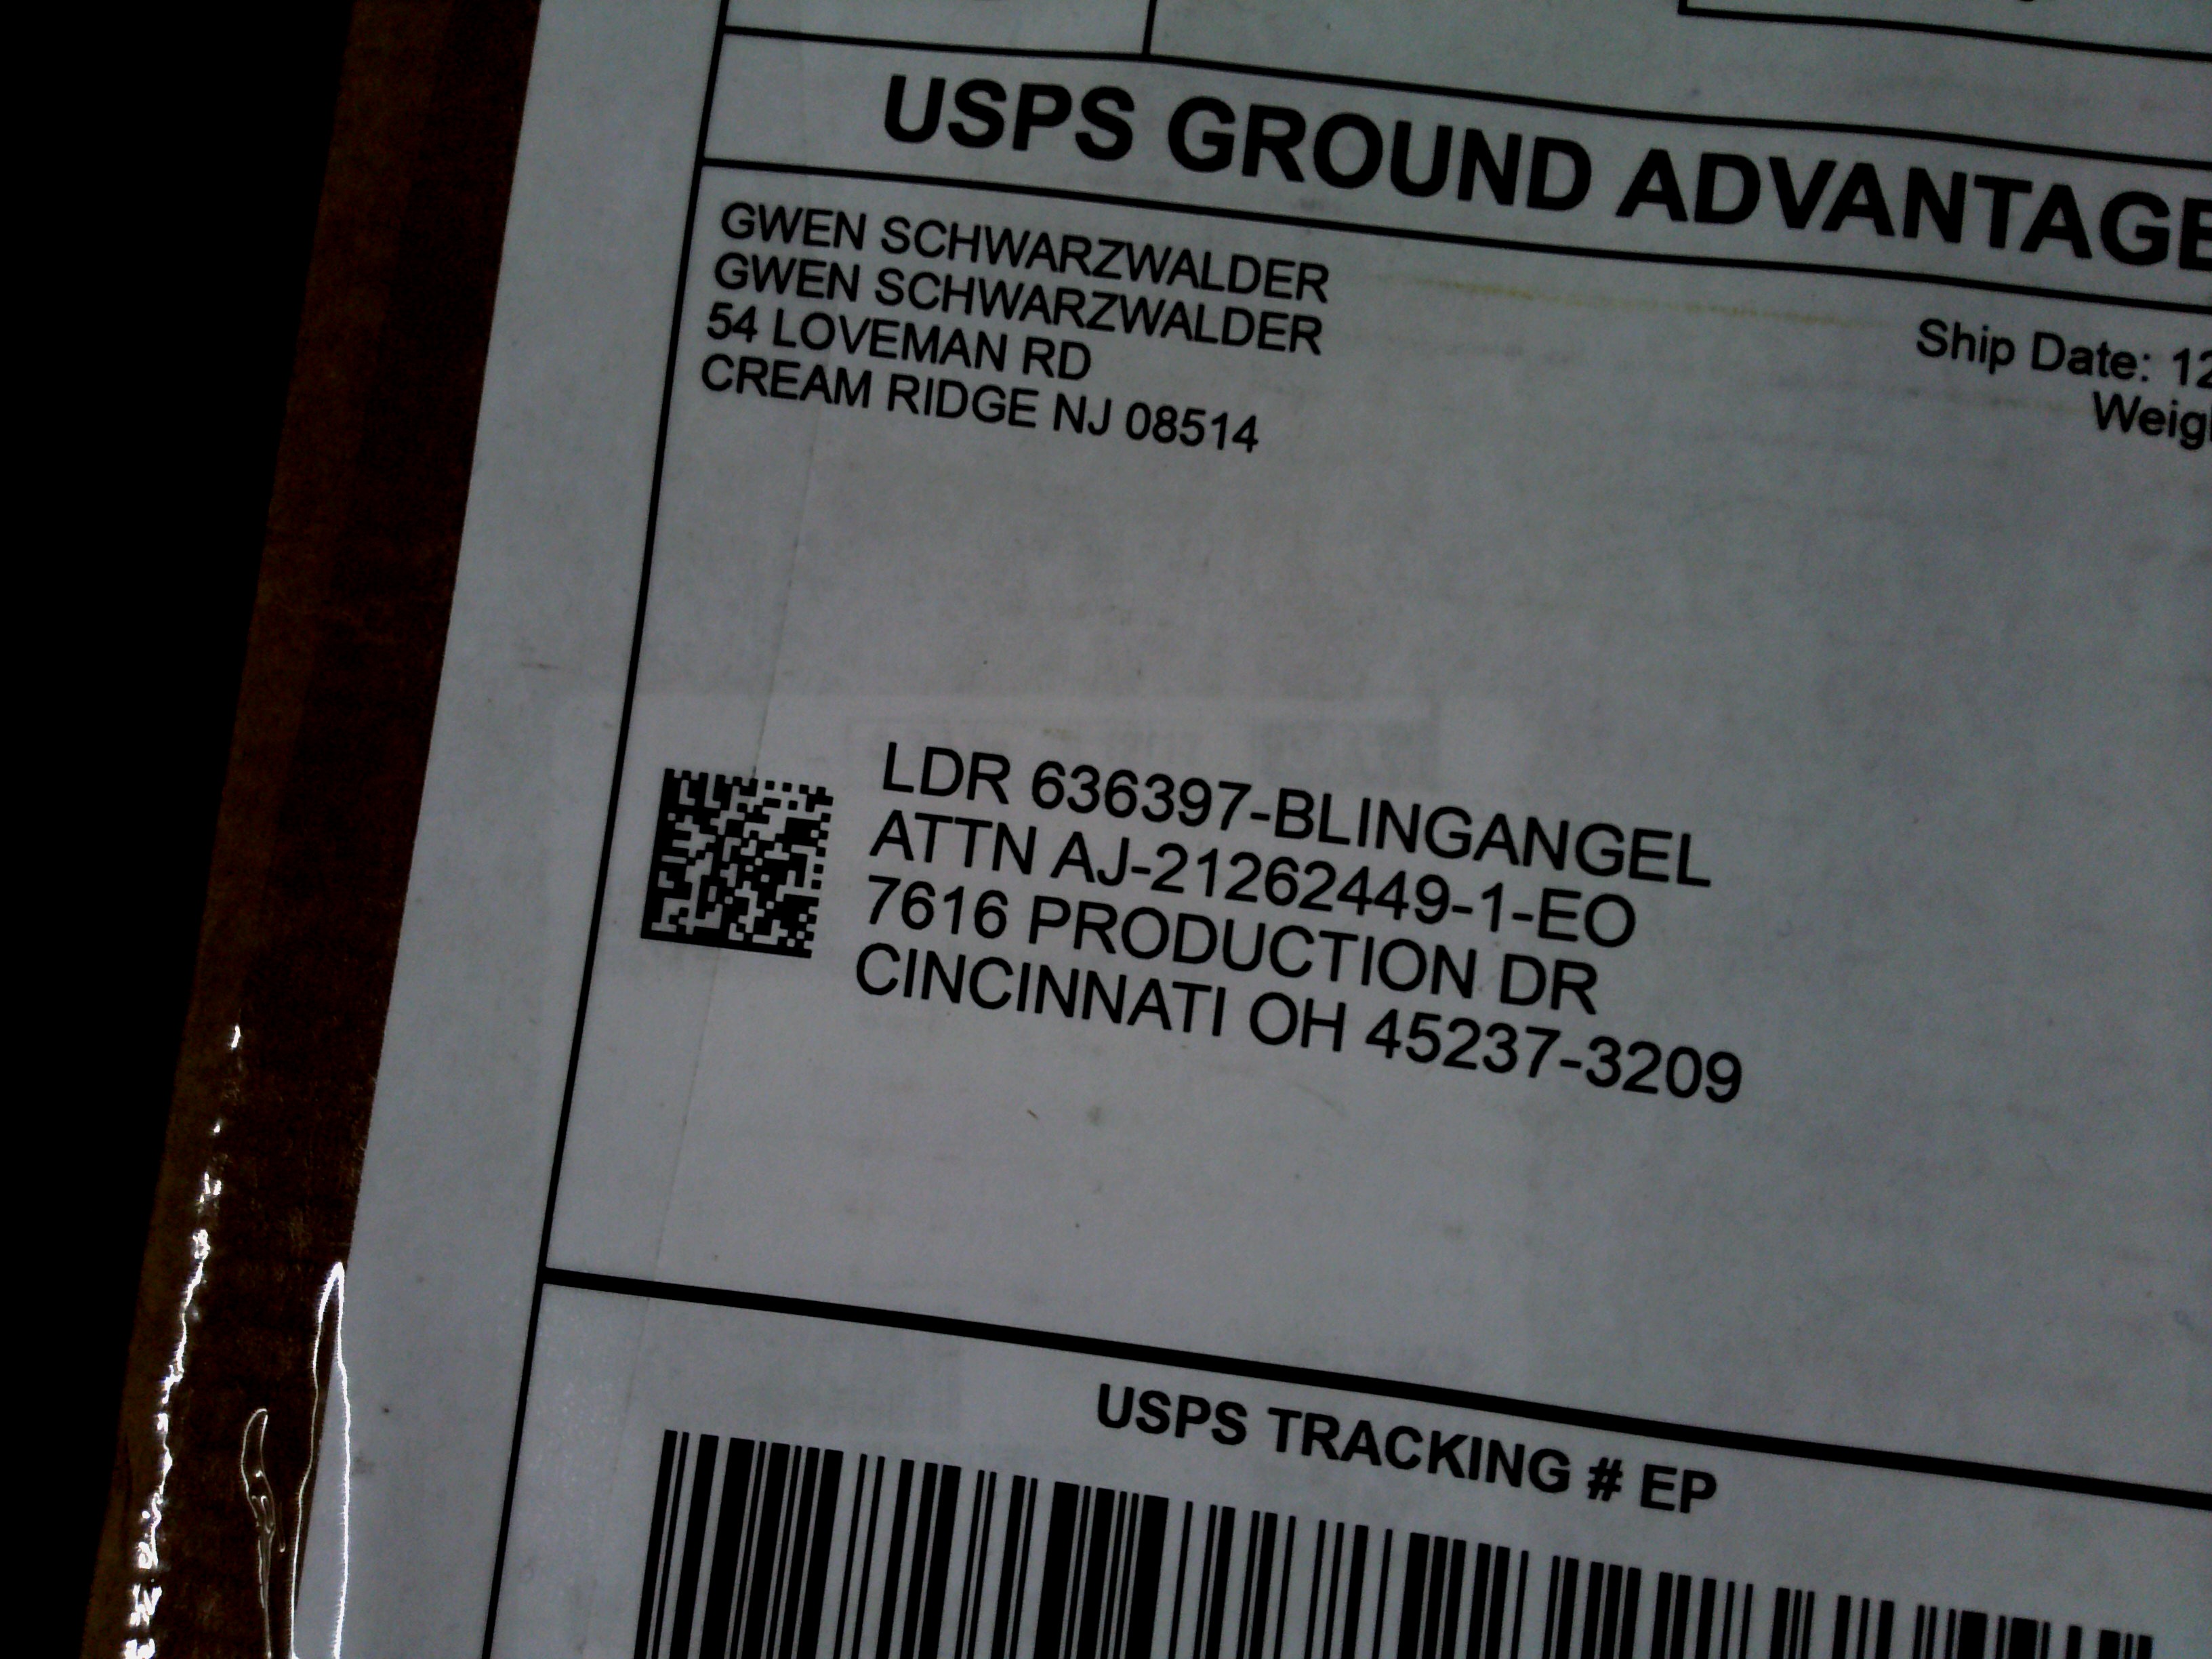 USPS GROUND ADVANTAGE
GWEN SCHWARZWALDER
GWEN SCHWARZWALDER
54 LOVEMAN RD
CREAM RIDGE NJ 08514
Ship Date: 12
LDR 636397-BLINGANGEL
ATTN AJ-21262449-1-EO
7616 PRODUCTION DR
CINCINNATI OH 45237-3209
USPS TRACKING # EP